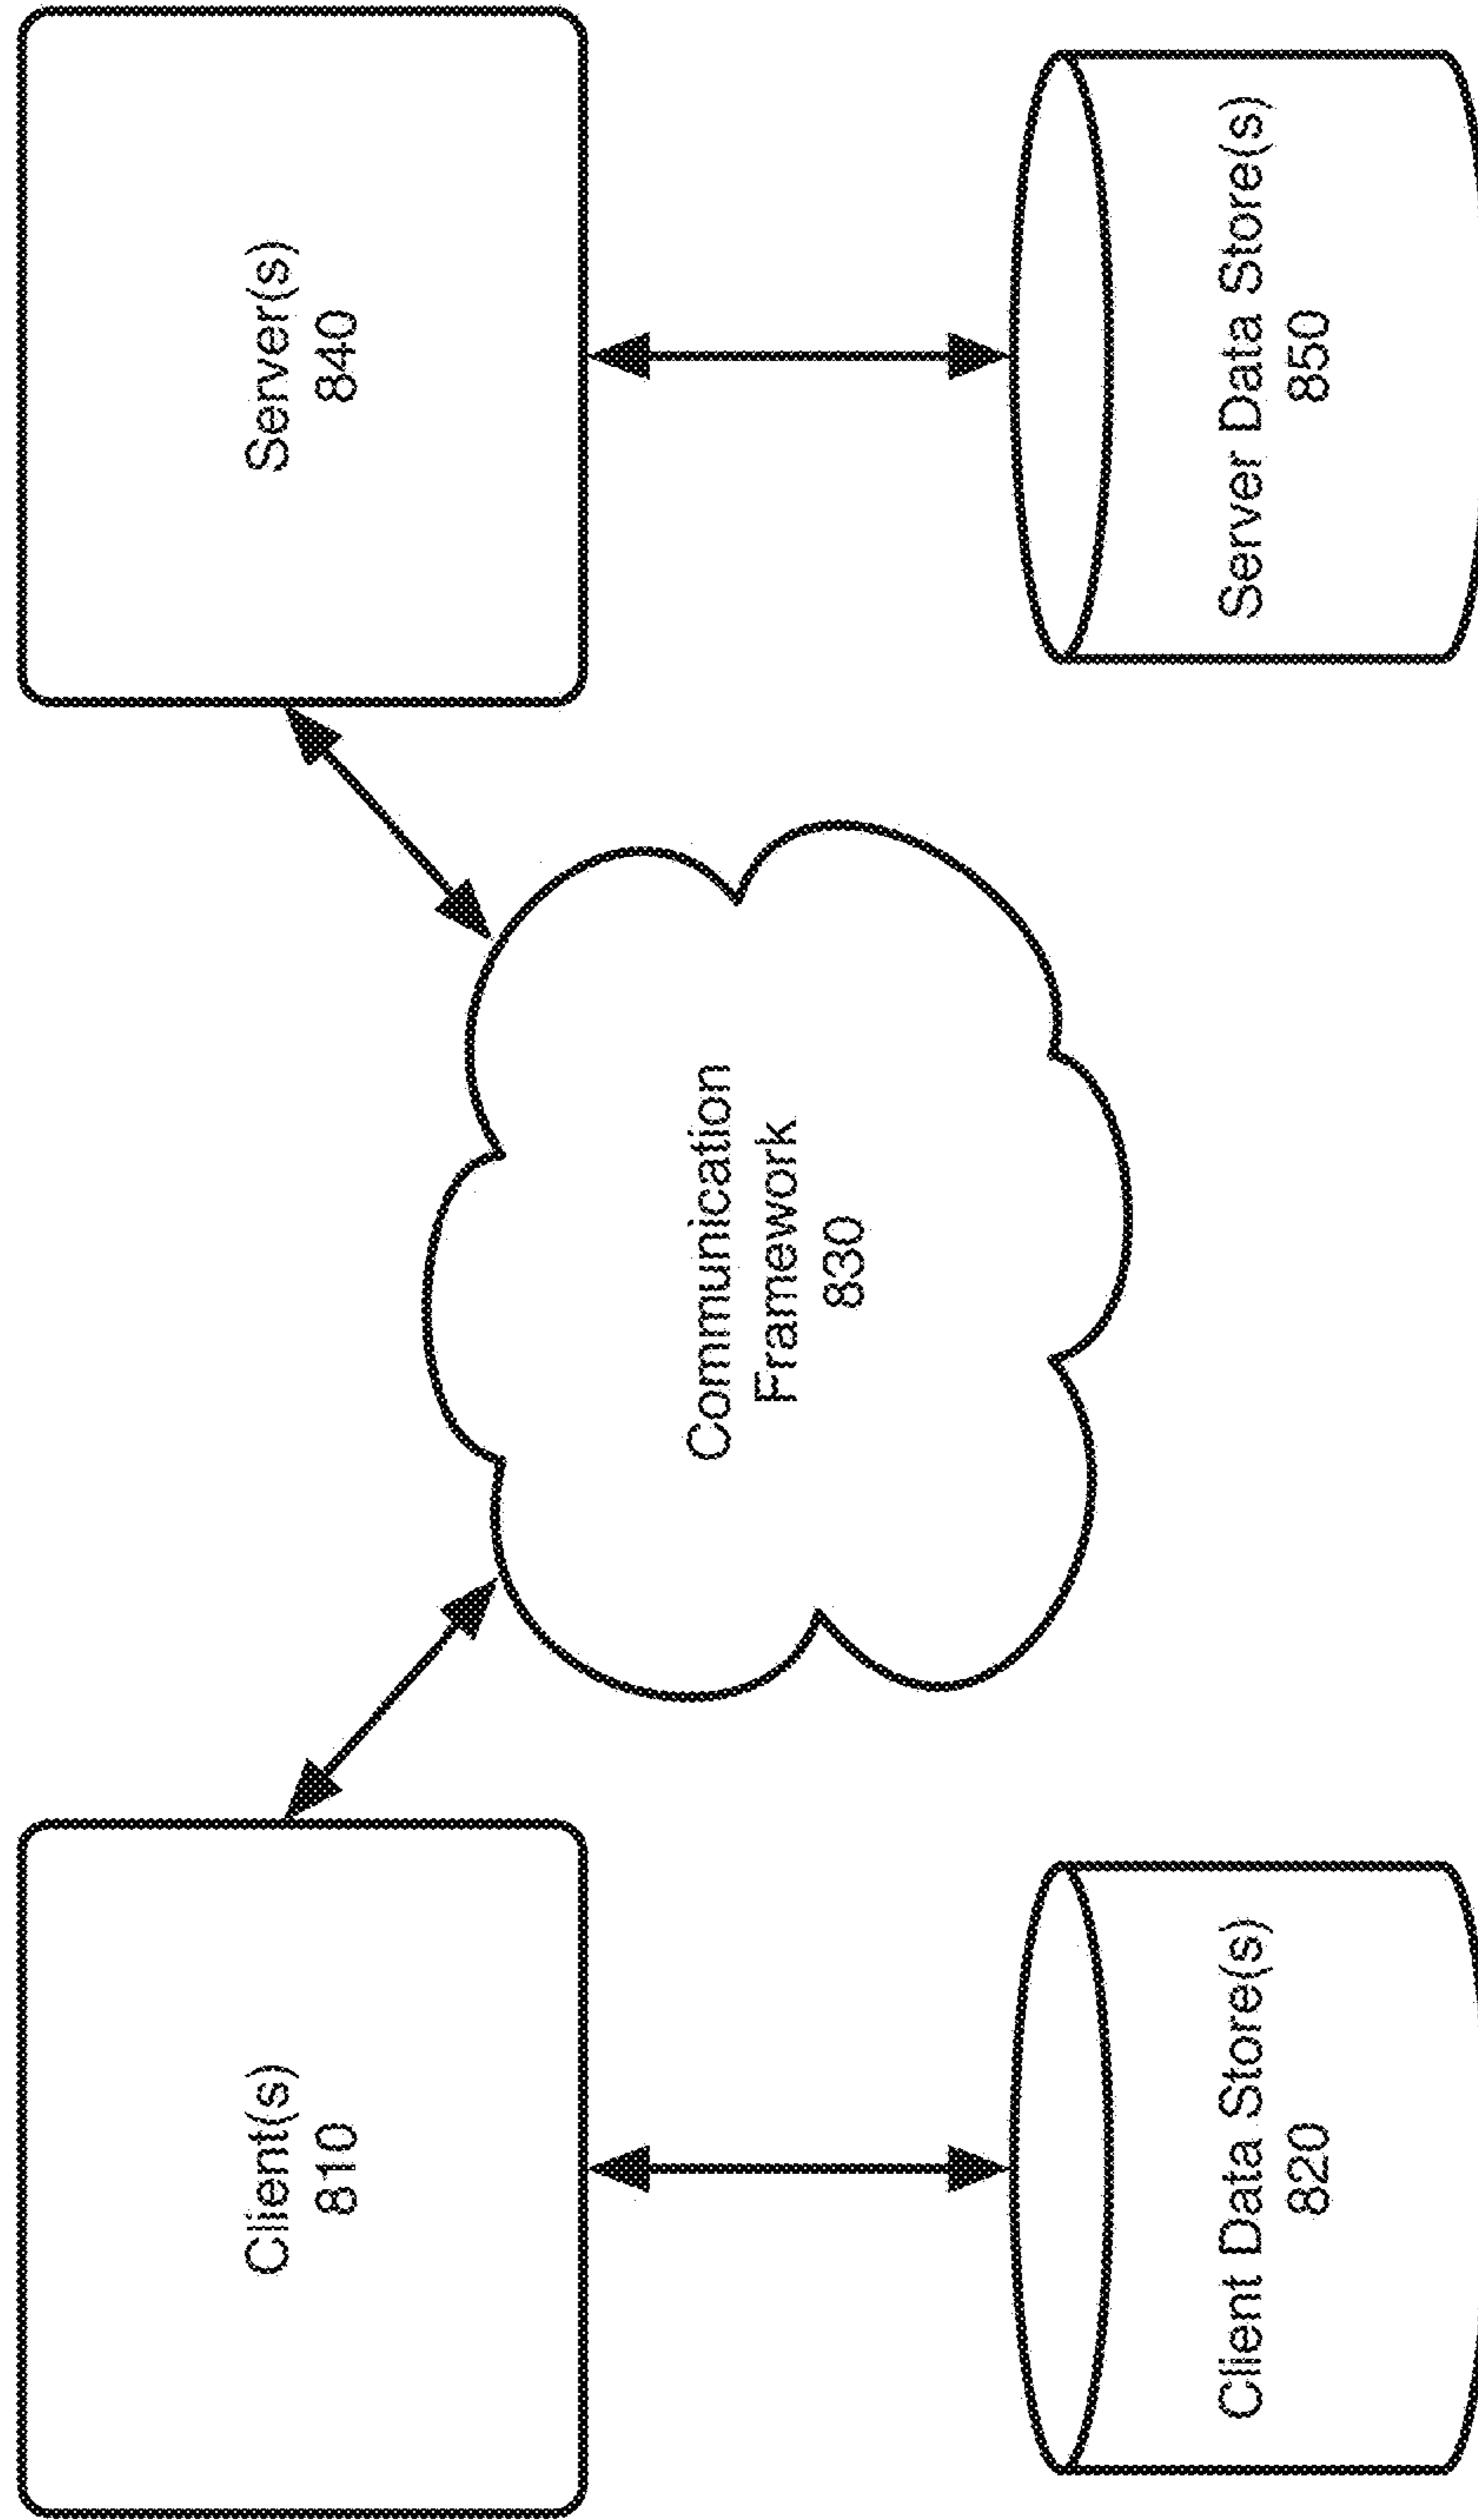 Client(s)
810
Client Data Store(s)
820
Communication
Framework
830
Server(s)
840
Server Data Store(s)
850